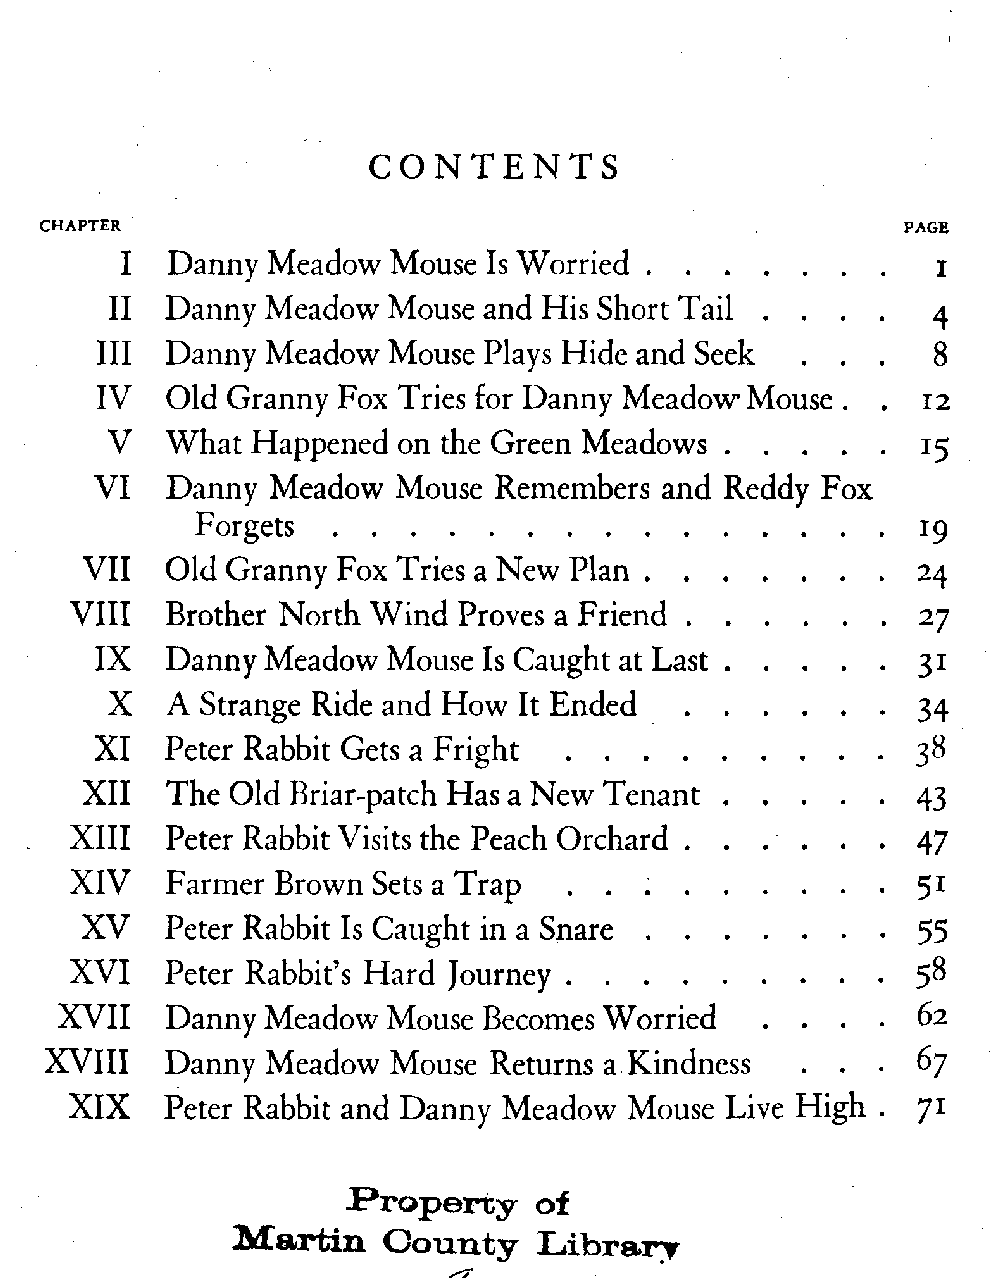 CONTENTS
CHAPTER PAGE
I Danny Meadow Mouse Is Worried . . . . . . . 1
II Danny Meadow Mouse and His Short Tail . . . . 4
III Danny Meadow Mouse Plays Hide and Seek . . . 8
IV Old Granny Fox Tries for Danny Meadow Mouse . . 12
V What Happened on the Green Meadows . . . . . 15
VI Danny Meadow Mouse Remembers and Reddy Fox
Forgets . . . . . . . . . . . . . . . 19
VII Old Granny Fox Tries a New Plan . . . . . . . 24
VIII Brother North Wind Proves a Friend . . . . . . 27
IX Danny Meadow Mouse Is Caught at Last . . . . . 31
X A Strange Ride and How It Ended . . . . . . 34
XI Peter Rabbit Gets a Fright . . . . . . . . . 38
XII The Old Briar-patch Has a New Tenant . . . . . 43
XIII Peter Rabbit Visits the Peach Orchard . . . . . . 47
XIV Farmer Brown Sets a Trap . . . . . . . . . 51
XV Peter Rabbit Is Caught in a Snare . . . . . . . 55
XVI Peter Rabbit's Hard Journey . . . . . . . . . 58
XVII Danny Meadow Mouse Becomes Worried . . . . 62
XVIII Danny Meadow Mouse Returns a Kindness . . . 67
XIX Peter Rabbit and Danny Meadow Mouse Live High . 71
Property of
Martin County Library